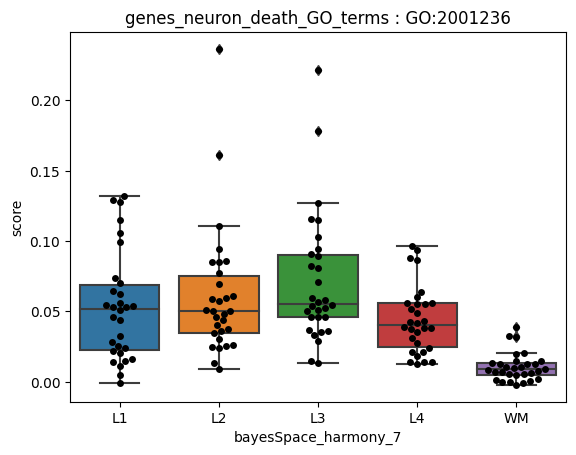 genes_neuron_death_GO_terms : GO:2001236
0.20
0.15
0.10
0.05
0.00
score
L1 L2 L3 L4 WM
bayesSpace_harmony_7